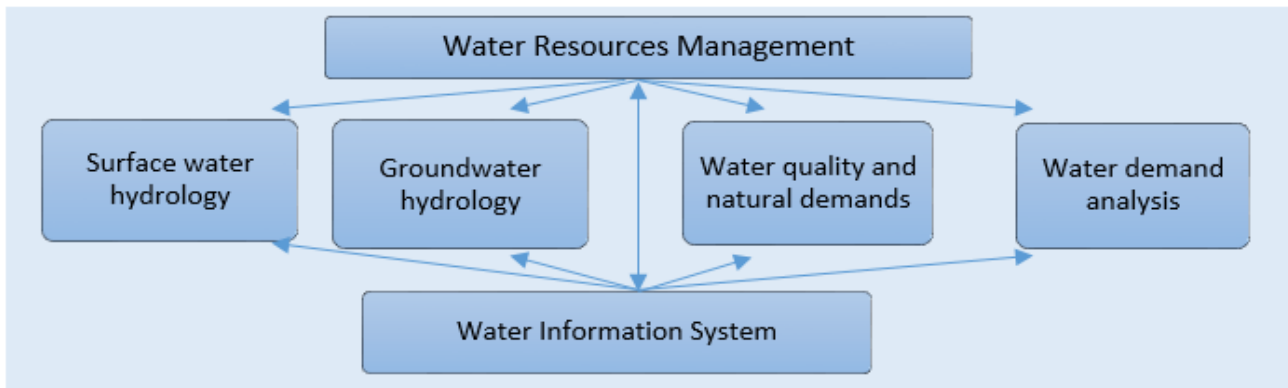 Water Resources Management
Surface water
hydrology
Groundwater
hydrology
Water quality and
natural demands
Water demand
analysis
Water Information System